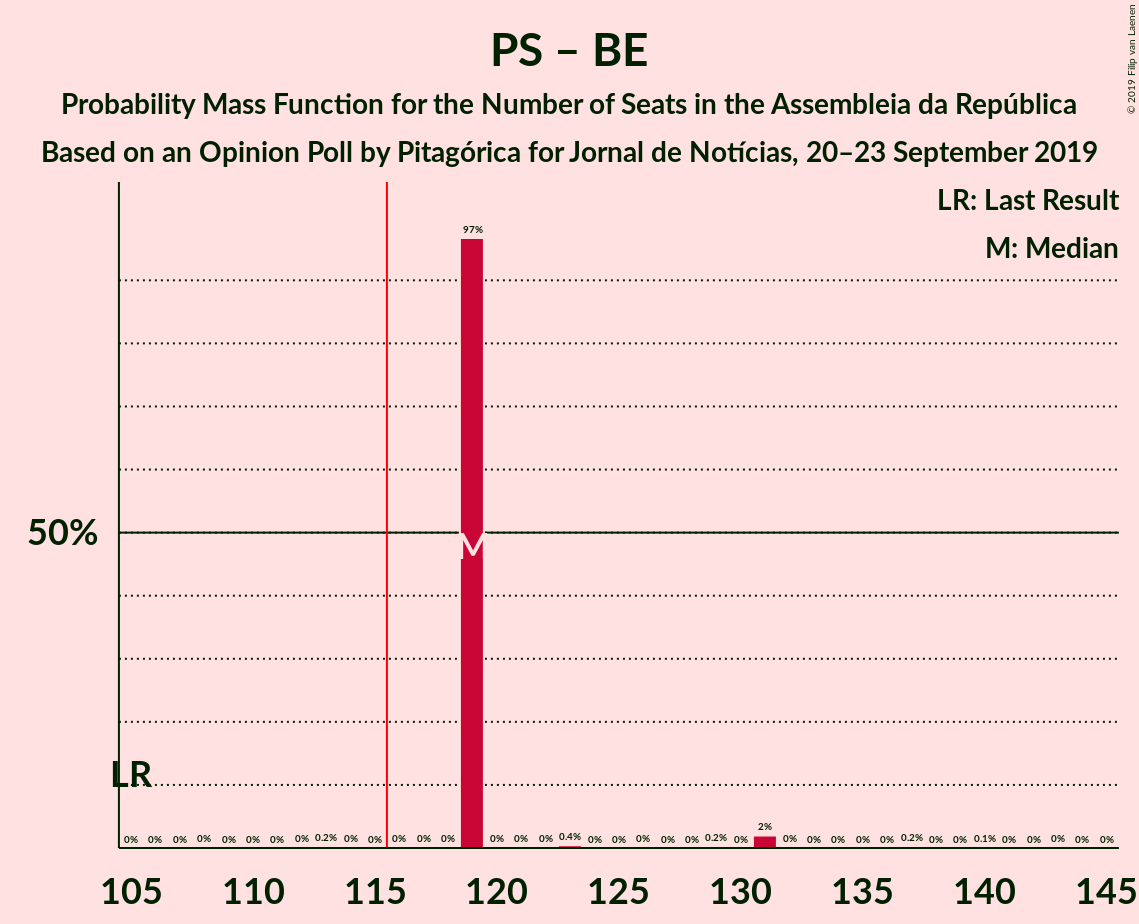 PS – BE
Probability Mass Function for the Number of Seats in the Assembleia da República
Based on an Opinion Poll by Pitagórica for Jornal de Notícias, 20–23 September 2019
© 2019 Filip van Laenen
LR: Last Result
M: Median
97%
50%
M
LR
0% 0% 0% 0% 0% 0% 0% 0% 0.2% 0% 0% 0% 0% 0% 0% 0% 0% 0.4% 0% 0% 0% 0% 0% 0.2% 0% 2% 0% 0% 0% 0% 0% 0.2% 0% 0% 0.1% 0% 0% 0% 0% 0%
105 110 115 120 125 130 135 140 145